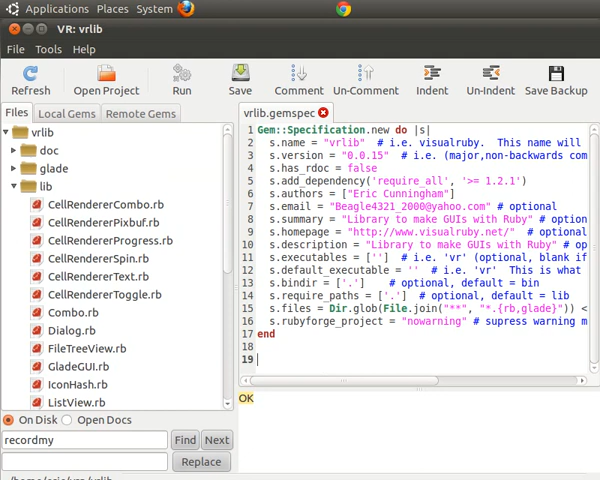 Applications Places System
VR: vrlib
File Tools Help
Refresh Open Project Run Save Comment Un-Comment Indent Un-Indent Save Backup
Files Local Gems Remote Gems
vrlib
doc
glade
lib
CellRendererCombo.rb
CellRendererPixbuf.rb
CellRendererProgress.rb
CellRendererSpin.rb
CellRendererText.rb
CellRendererToggle.rb
Combo.rb
Dialog.rb
FileTreeView.rb
GladeGUI.rb
IconHash.rb
ListView.rb
On Disk Open Docs
recordmy Find Next
Replace
vrlib.gemspec
1 Gem::Specification.new do |s|
2 s.name = "vrlib" # i.e. visualruby. This name will
3 s.version = "0.0.15" # i.e. (major,non-backwards com
4 s.has_rdoc = false
5 s.add_dependency('require_all', '>= 1.2.1')
6 s.authors = ["Eric Cunningham"]
7 s.email = "Beagle4321_2000@yahoo.com" # optional
8 s.summary = "Library to make GUIs with Ruby" # option
9 s.homepage = "http://www.visualruby.net/" # optional
10 s.description = "Library to make GUIs with Ruby" # op
11 s.executables = [''] # i.e. 'vr' (optional, blank if
12 s.default_executable = '' # i.e. 'vr' This is what
13 s.bindir = ['.'] # optional, default = bin
14 s.require_paths = ['.'] # optional, default = lib
15 s.files = Dir.glob(File.join("**", "*.{rb,glade}")) <
16 s.rubyforge_project = "nowarning" # supress warning m
17 end
18
19
OK